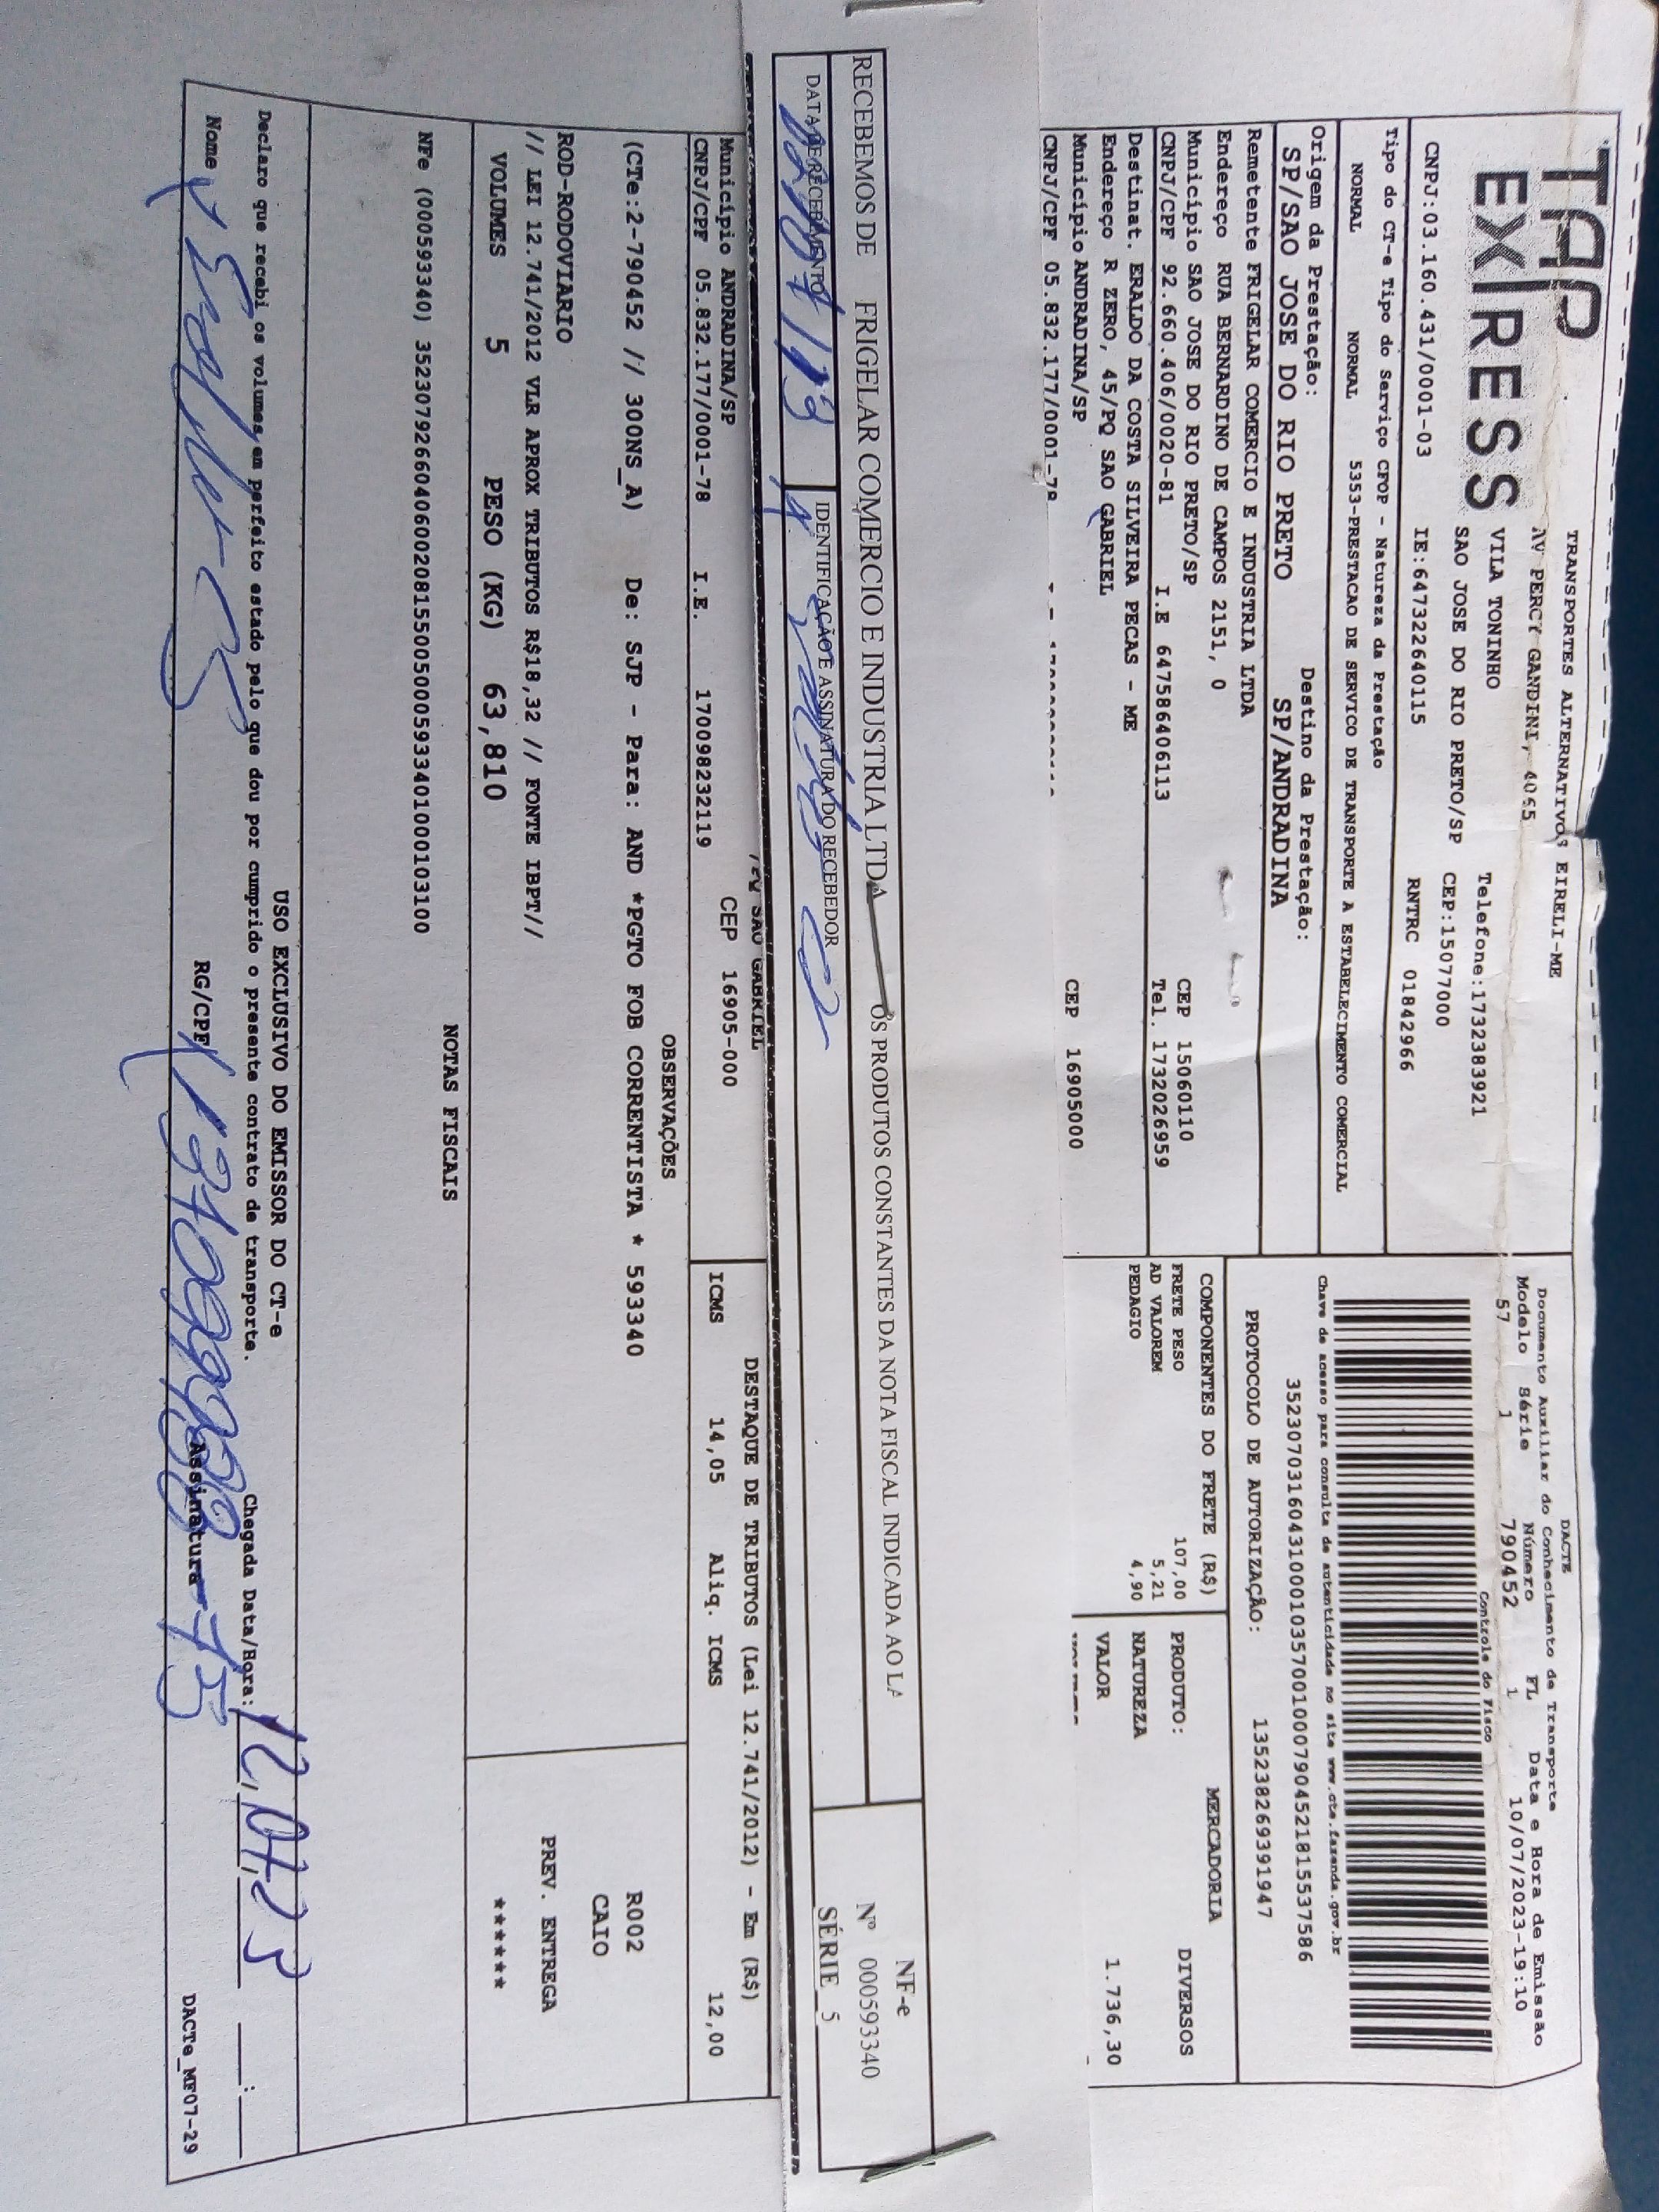 TAP
EX/RESS
TRANSPORTES ALTERNATIVOS EIRELI-ME
AV PERCY GANDINI, 4055
VILA TONINHO
Telefone:1732383921
SAO JOSE DO RIO PRETO/SP CEP:15077000
CNPJ:03.160.431/0001-03 IE:647322640115 RNTRC 01842966
DACTE
Documento Auxiliar do Conhecimento de Transporte
Modelo Série Número FL Data e Hora de Emissão
57 1 790452 1 10/07/2023-19:10
Controle do Fisco
Chave de acesso para consulta de autenticidade no site www.cte.fazenda.gov.br
35230703160431000103570010007904521815537586
PROTOCOLO DE AUTORIZAÇÃO: 135238269391947
Tipo do CT-e Tipo do Serviço CFOP - Natureza da Prestação
NORMAL NORMAL 5353-PRESTACAO DE SERVICO DE TRANSPORTE A ESTABELECIMENTO COMERCIAL
Origem da Prestação: Destino da Prestação:
SP/SAO JOSE DO RIO PRETO SP/ANDRADINA
Remetente FRIGELAR COMERCIO E INDUSTRIA LTDA
Endereço RUA BERNARDINO DE CAMPOS 2151, 0
Município SAO JOSE DO RIO PRETO/SP CEP 15060110
CNPJ/CPF 92.660.406/0020-81 I.E 647586406113 Tel. 1732026959
Destinat. ERALDO DA COSTA SILVEIRA PECAS - ME
Endereço R ZERO, 45/PQ SAO GABRIEL
Município ANDRADINA/SP CEP 16905000
CNPJ/CPF 05.832.177/0001-78
COMPONENTES DO FRETE (R$)
FRETE PESO 107,00
AD VALOREM 5,21
PEDAGIO 4,90
MERCADORIA
PRODUTO: DIVERSOS
NATUREZA
VALOR 1.736,30
RECEBEMOS DE FRIGELAR COMERCIO E INDUSTRIA LTDA OS PRODUTOS CONSTANTES DA NOTA FISCAL INDICADA AO LA
DATA DE RECEBIMENTO IDENTIFICAÇÃO E ASSINATURA DO RECEBEDOR
NF-e
Nº 000593340
SÉRIE 5
SAO GABRIEL
Município ANDRADINA/SP CEP 16905-000
CNPJ/CPF 05.832.177/0001-78 I.E. 170098232119
DESTAQUE DE TRIBUTOS (Lei 12.741/2012) - Em (R$)
ICMS 14,05 Aliq. ICMS 12,00
OBSERVAÇÕES
(CTe:2-790452 // 300NS_A) De: SJP - Para: AND *PGTO FOB CORRENTISTA * 593340
R002
CAIO
ROD-RODOVIARIO
// LEI 12.741/2012 VLR APROX TRIBUTOS R$18,32 // FONTE IBPT//
VOLUMES 5 PESO (KG) 63,810
PREV. ENTREGA
*******
NOTAS FISCAIS
NFe (000593340) 35230792660406002081550050005933401000103100
USO EXCLUSIVO DO EMISSOR DO CT-e
Declaro que recebi os volumes em perfeito estado pelo que dou por cumprido o presente contrato de transporte.
Chegada Data/Hora: 12,07,23 __:__
Nome RG/CPF Assinatura
DACTe_MF07-29